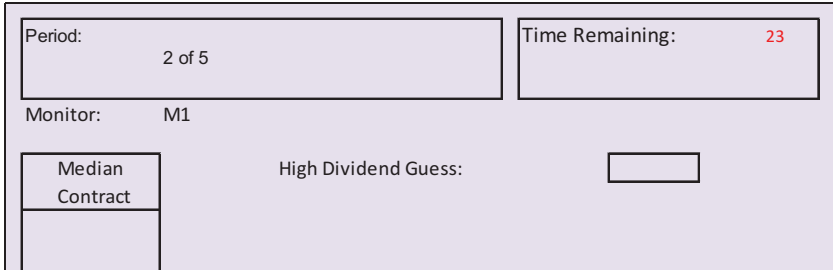 Period:
2 of 5
Time Remaining: 23
Monitor: M1
Median
Contract
High Dividend Guess: